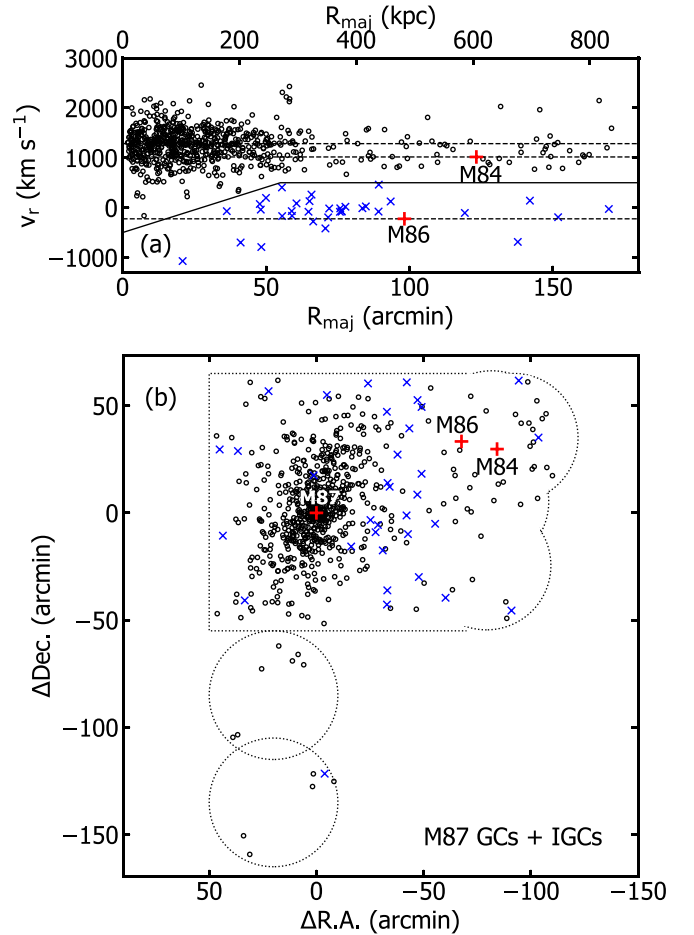 R_maj (kpc)
0 200 400 600 800
3000
2000
1000
0
−1000
v_r (km s⁻¹)
M84
M86
(a)
0 50 100 150
R_maj (arcmin)
(b)
50
0
−50
−100
−150
ΔDec. (arcmin)
M86
M84
M87
M87 GCs + IGCs
50 0 −50 −100 −150
ΔR.A. (arcmin)